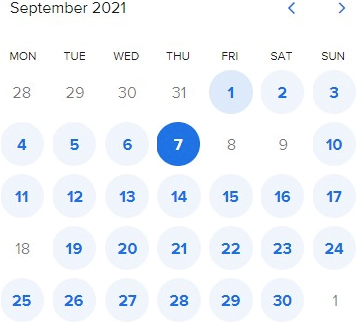 September 2021
MON TUE WED THU FRI SAT SUN
28 29 30 31 1 2 3
4 5 6 7 8 9 10
11 12 13 14 15 16 17
18 19 20 21 22 23 24
25 26 27 28 29 30 1